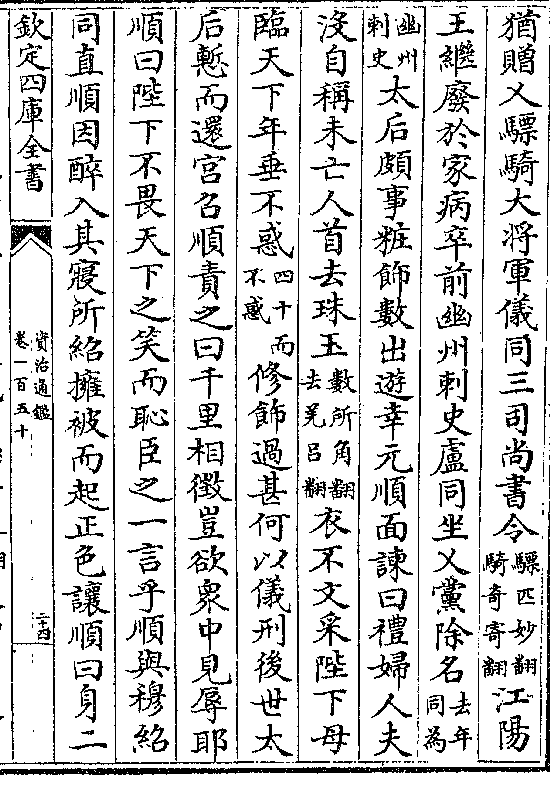 猶贈乂驃騎大將軍儀同三司尚書令驃匹妙翻騎奇寄翻江陽
王繼廢於家病卒前幽州刺史盧同坐乂黨除名去年同為
幽州刺史太后頗事粧飾數出遊幸元順面諫曰禮婦人夫
沒自稱未亡人首去珠玉數所角翻去羌呂翻衣不文采陛下母
臨天下年垂不惑四十而不惑修飾過甚何以儀刑後世太
后慙而還宮召順責之曰千里相徵豈欲衆中見辱耶
順曰陛下不畏天下之笑而恥臣之一言乎順與穆紹
同直順因醉入其寢所紹擁被而起正色讓順曰身二
欽定四庫全書
資治通鑑
卷一百五十
二十四